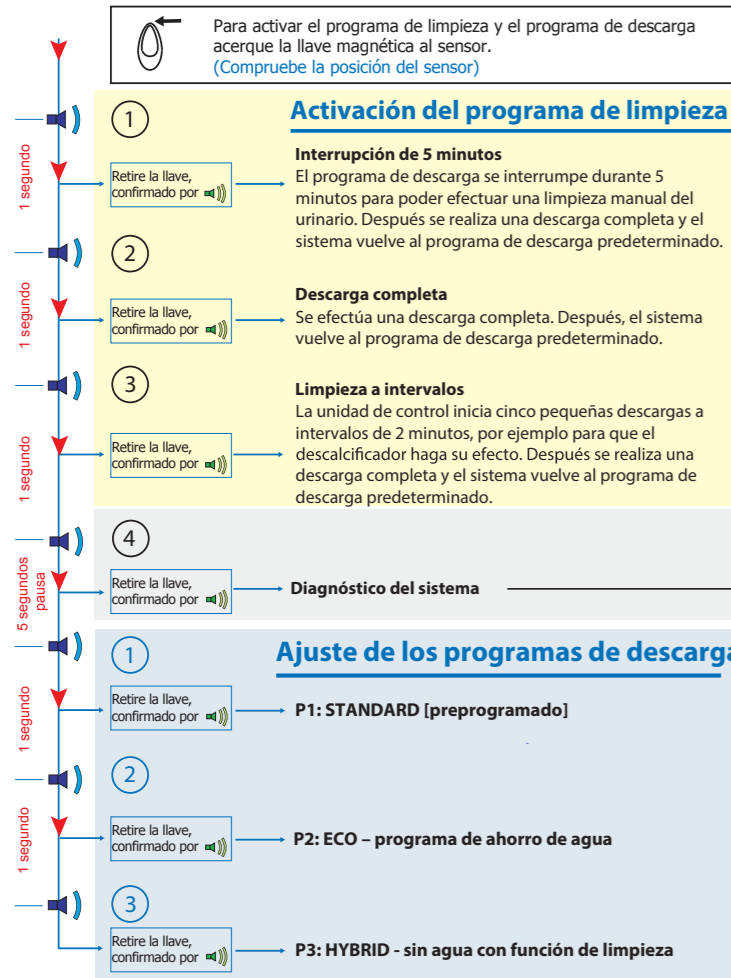 Para activar el programa de limpieza y el programa de descarga
acerque la llave magnética al sensor.
(Compruebe la posición del sensor)
1
Activación del programa de limpieza
1 segundo
Retire la llave,
confirmado por
Interrupción de 5 minutos
El programa de descarga se interrumpe durante 5
minutos para poder efectuar una limpieza manual del
urinario. Después se realiza una descarga completa y el
sistema vuelve al programa de descarga predeterminado.
2
1 segundo
Retire la llave,
confirmado por
Descarga completa
Se efectúa una descarga completa. Después, el sistema
vuelve al programa de descarga predeterminado.
3
1 segundo
Retire la llave,
confirmado por
Limpieza a intervalos
La unidad de control inicia cinco pequeñas descargas a
intervalos de 2 minutos, por ejemplo para que el
descalcificador haga su efecto. Después se realiza una
descarga completa y el sistema vuelve al programa de
descarga predeterminado.
4
5 segundos
pausa
Retire la llave,
confirmado por
Diagnóstico del sistema
1
Ajuste de los programas de descarga
1 segundo
Retire la llave,
confirmado por
P1: STANDARD [preprogramado]
2
1 segundo
Retire la llave,
confirmado por
P2: ECO – programa de ahorro de agua
3
Retire la llave,
confirmado por
P3: HYBRID - sin agua con función de limpieza